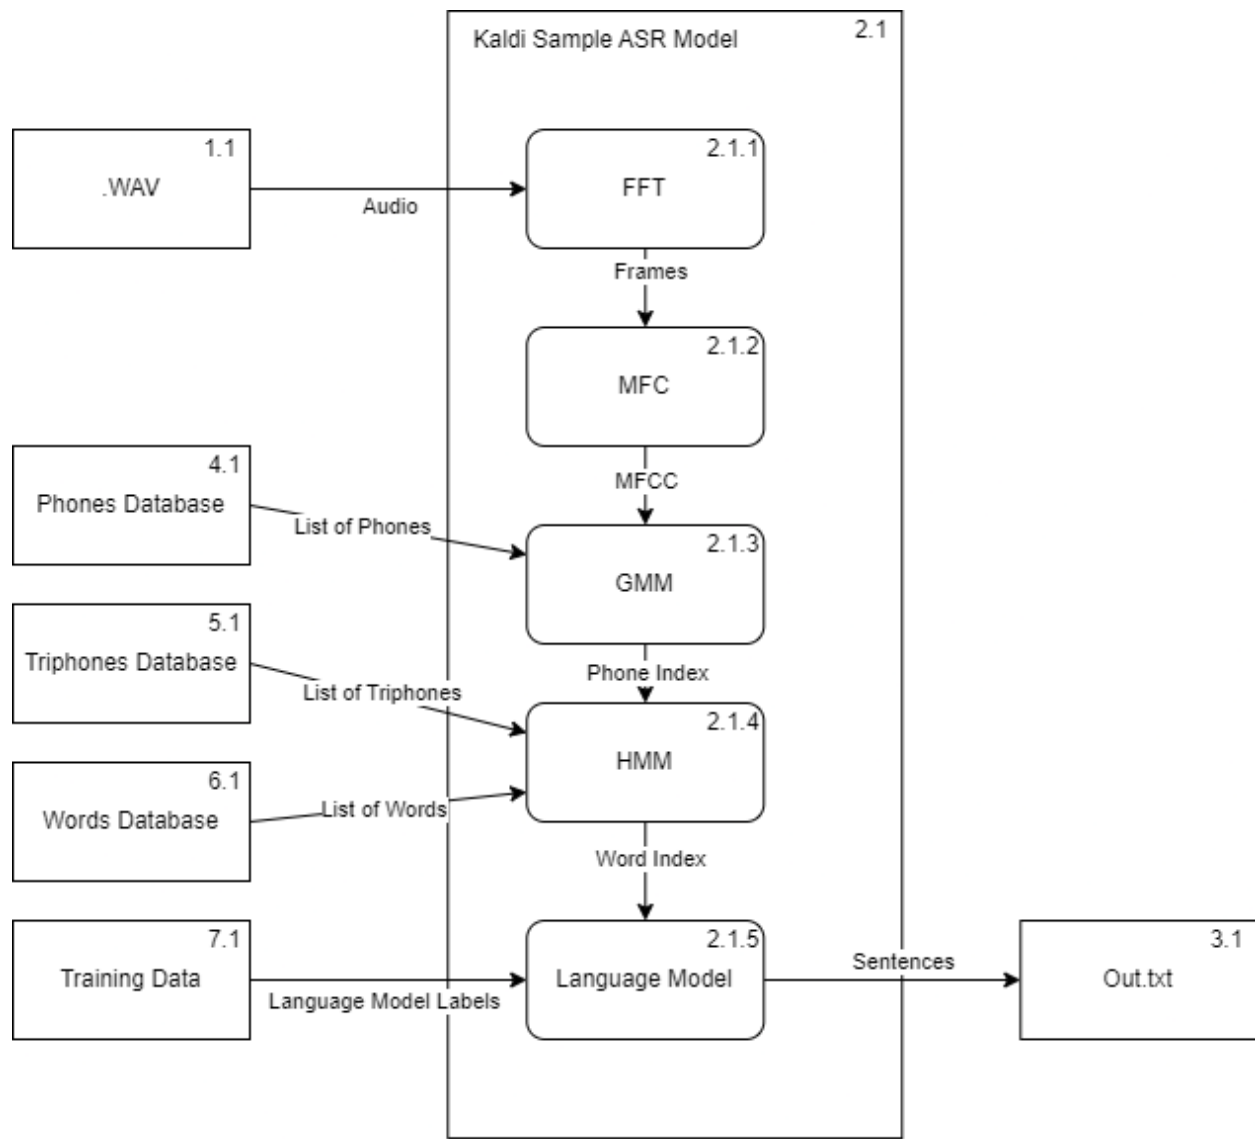 Kaldi Sample ASR Model
2.1
1.1
.WAV
Audio
2.1.1
FFT
Frames
2.1.2
MFC
MFCC
4.1
Phones Database
List of Phones
2.1.3
GMM
Phone Index
5.1
Triphones Database
List of Triphones
2.1.4
HMM
6.1
Words Database
List of Words
Word Index
7.1
Training Data
Language Model Labels
2.1.5
Language Model
Sentences
3.1
Out.txt